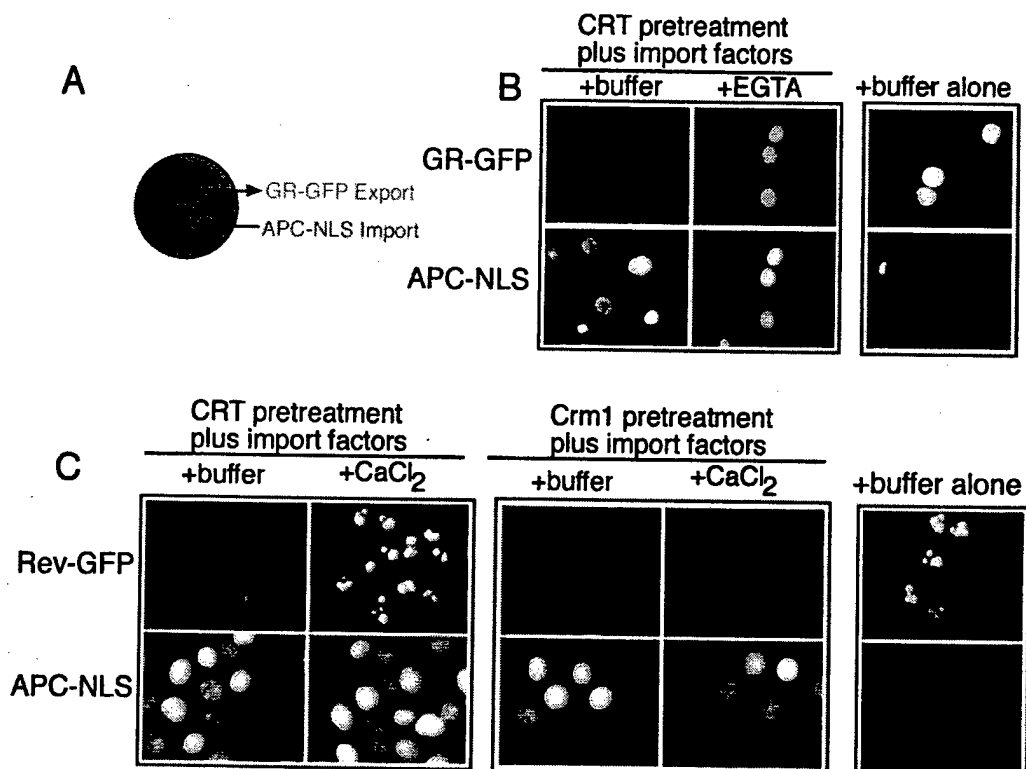 A
GR-GFP Export
APC-NLS Import
B
CRT pretreatment
plus import factors
+buffer +EGTA +buffer alone
GR-GFP
APC-NLS
C
CRT pretreatment
plus import factors
+buffer +CaCl2
Crm1 pretreatment
plus import factors
+buffer +CaCl2
+buffer alone
Rev-GFP
APC-NLS